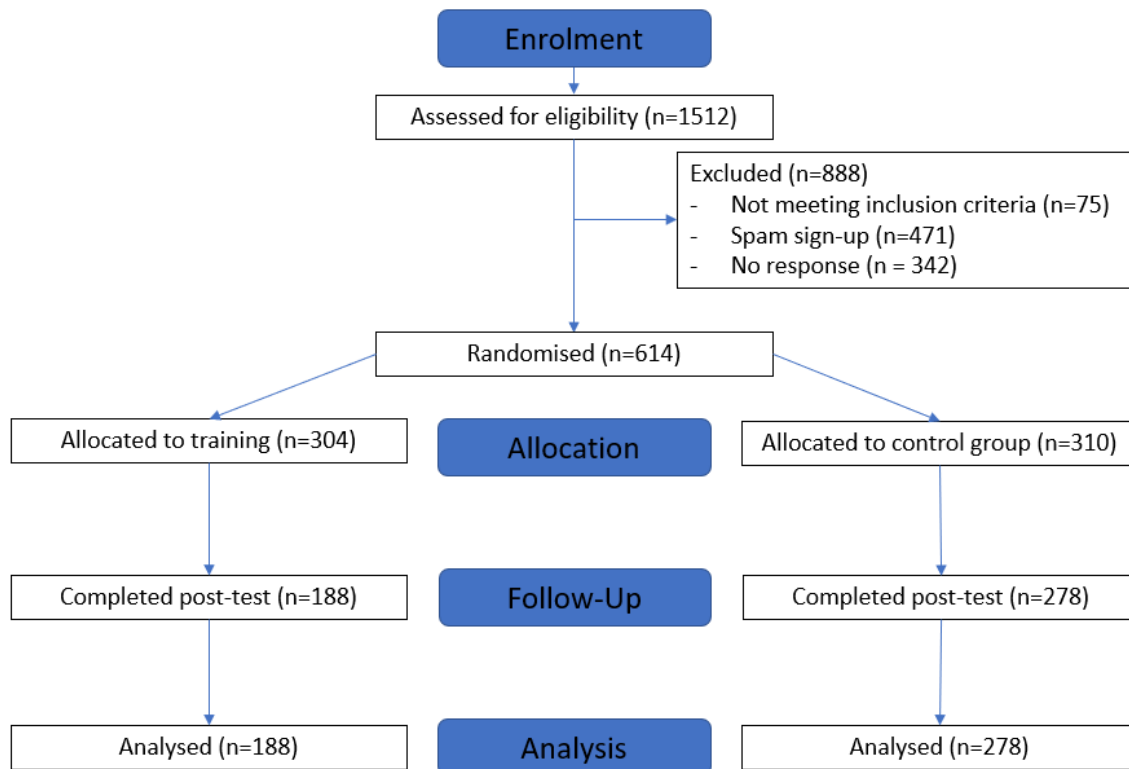 Enrolment
Assessed for eligibility (n=1512)
Excluded (n=888)
- Not meeting inclusion criteria (n=75)
- Spam sign-up (n=471)
- No response (n = 342)
Randomised (n=614)
Allocated to training (n=304)
Allocation
Allocated to control group (n=310)
Completed post-test (n=188)
Follow-Up
Completed post-test (n=278)
Analysed (n=188)
Analysis
Analysed (n=278)